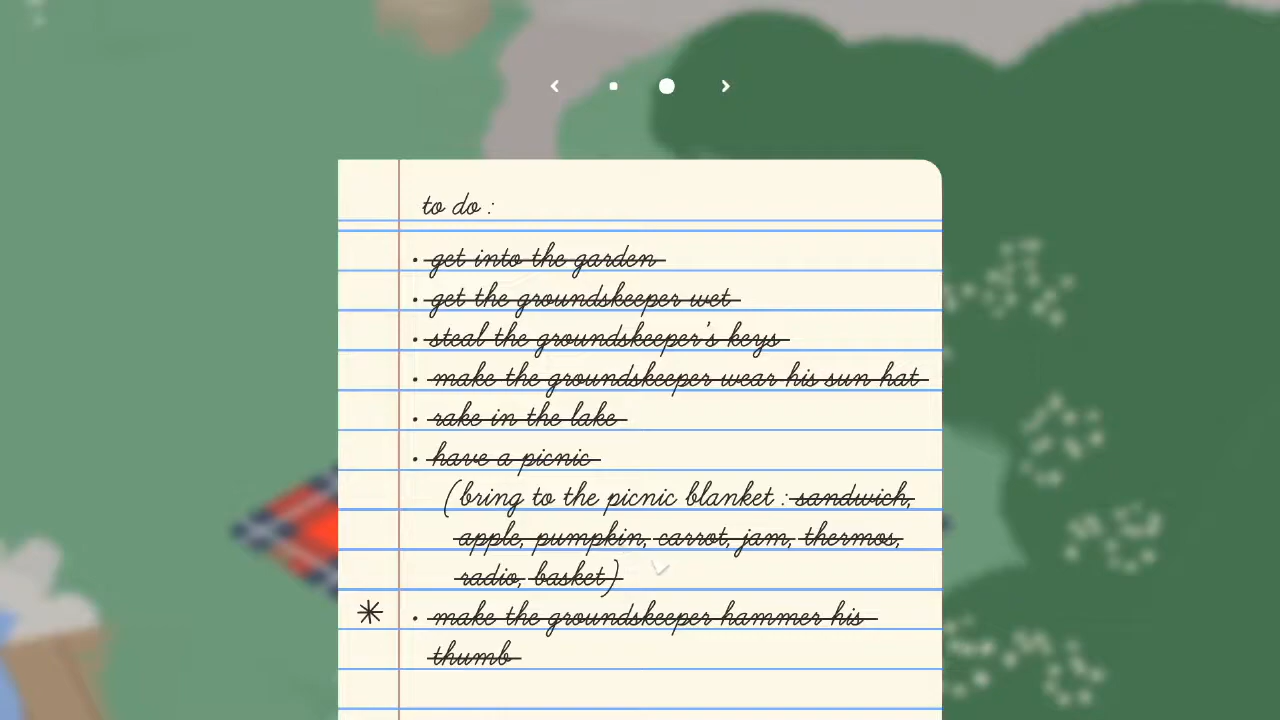 to do :
• get into the garden
• get the groundskeeper wet
• steal the groundskeeper's keys
• make the groundskeeper wear his sun hat
• rake in the lake
• have a picnic
(bring to the picnic blanket : sandwich,
apple, pumpkin, carrot, jam, thermos,
radio, basket)
• make the groundskeeper hammer his
thumb